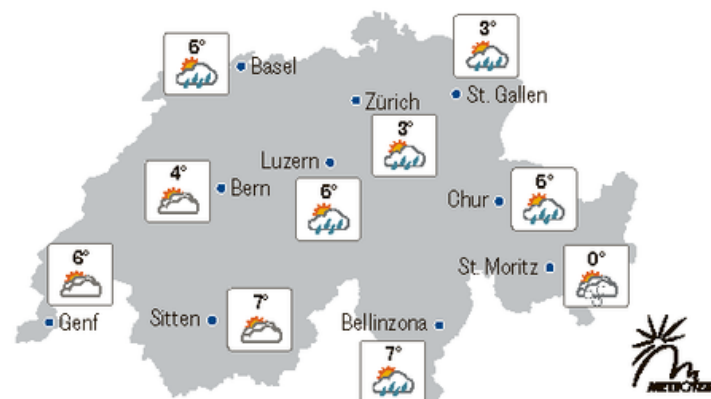 3°
6°
Basel
St. Gallen
Zürich
3°
Luzern
4°
Bern
6°
Chur
6°
6°
St. Moritz
0°
Genf
Sitten
7°
Bellinzona
7°